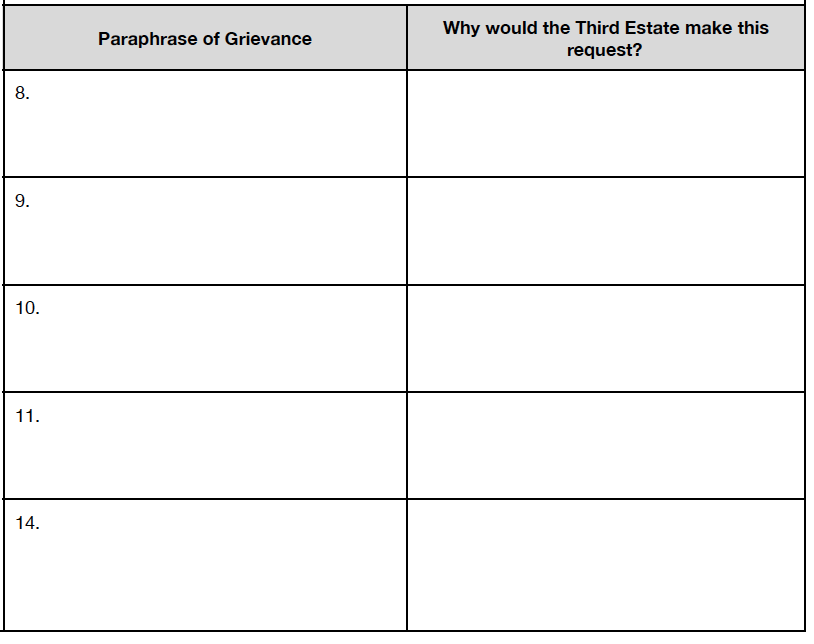 Paraphrase of Grievance
Why would the Third Estate make this
request?
8.
9.
10.
11.
14.